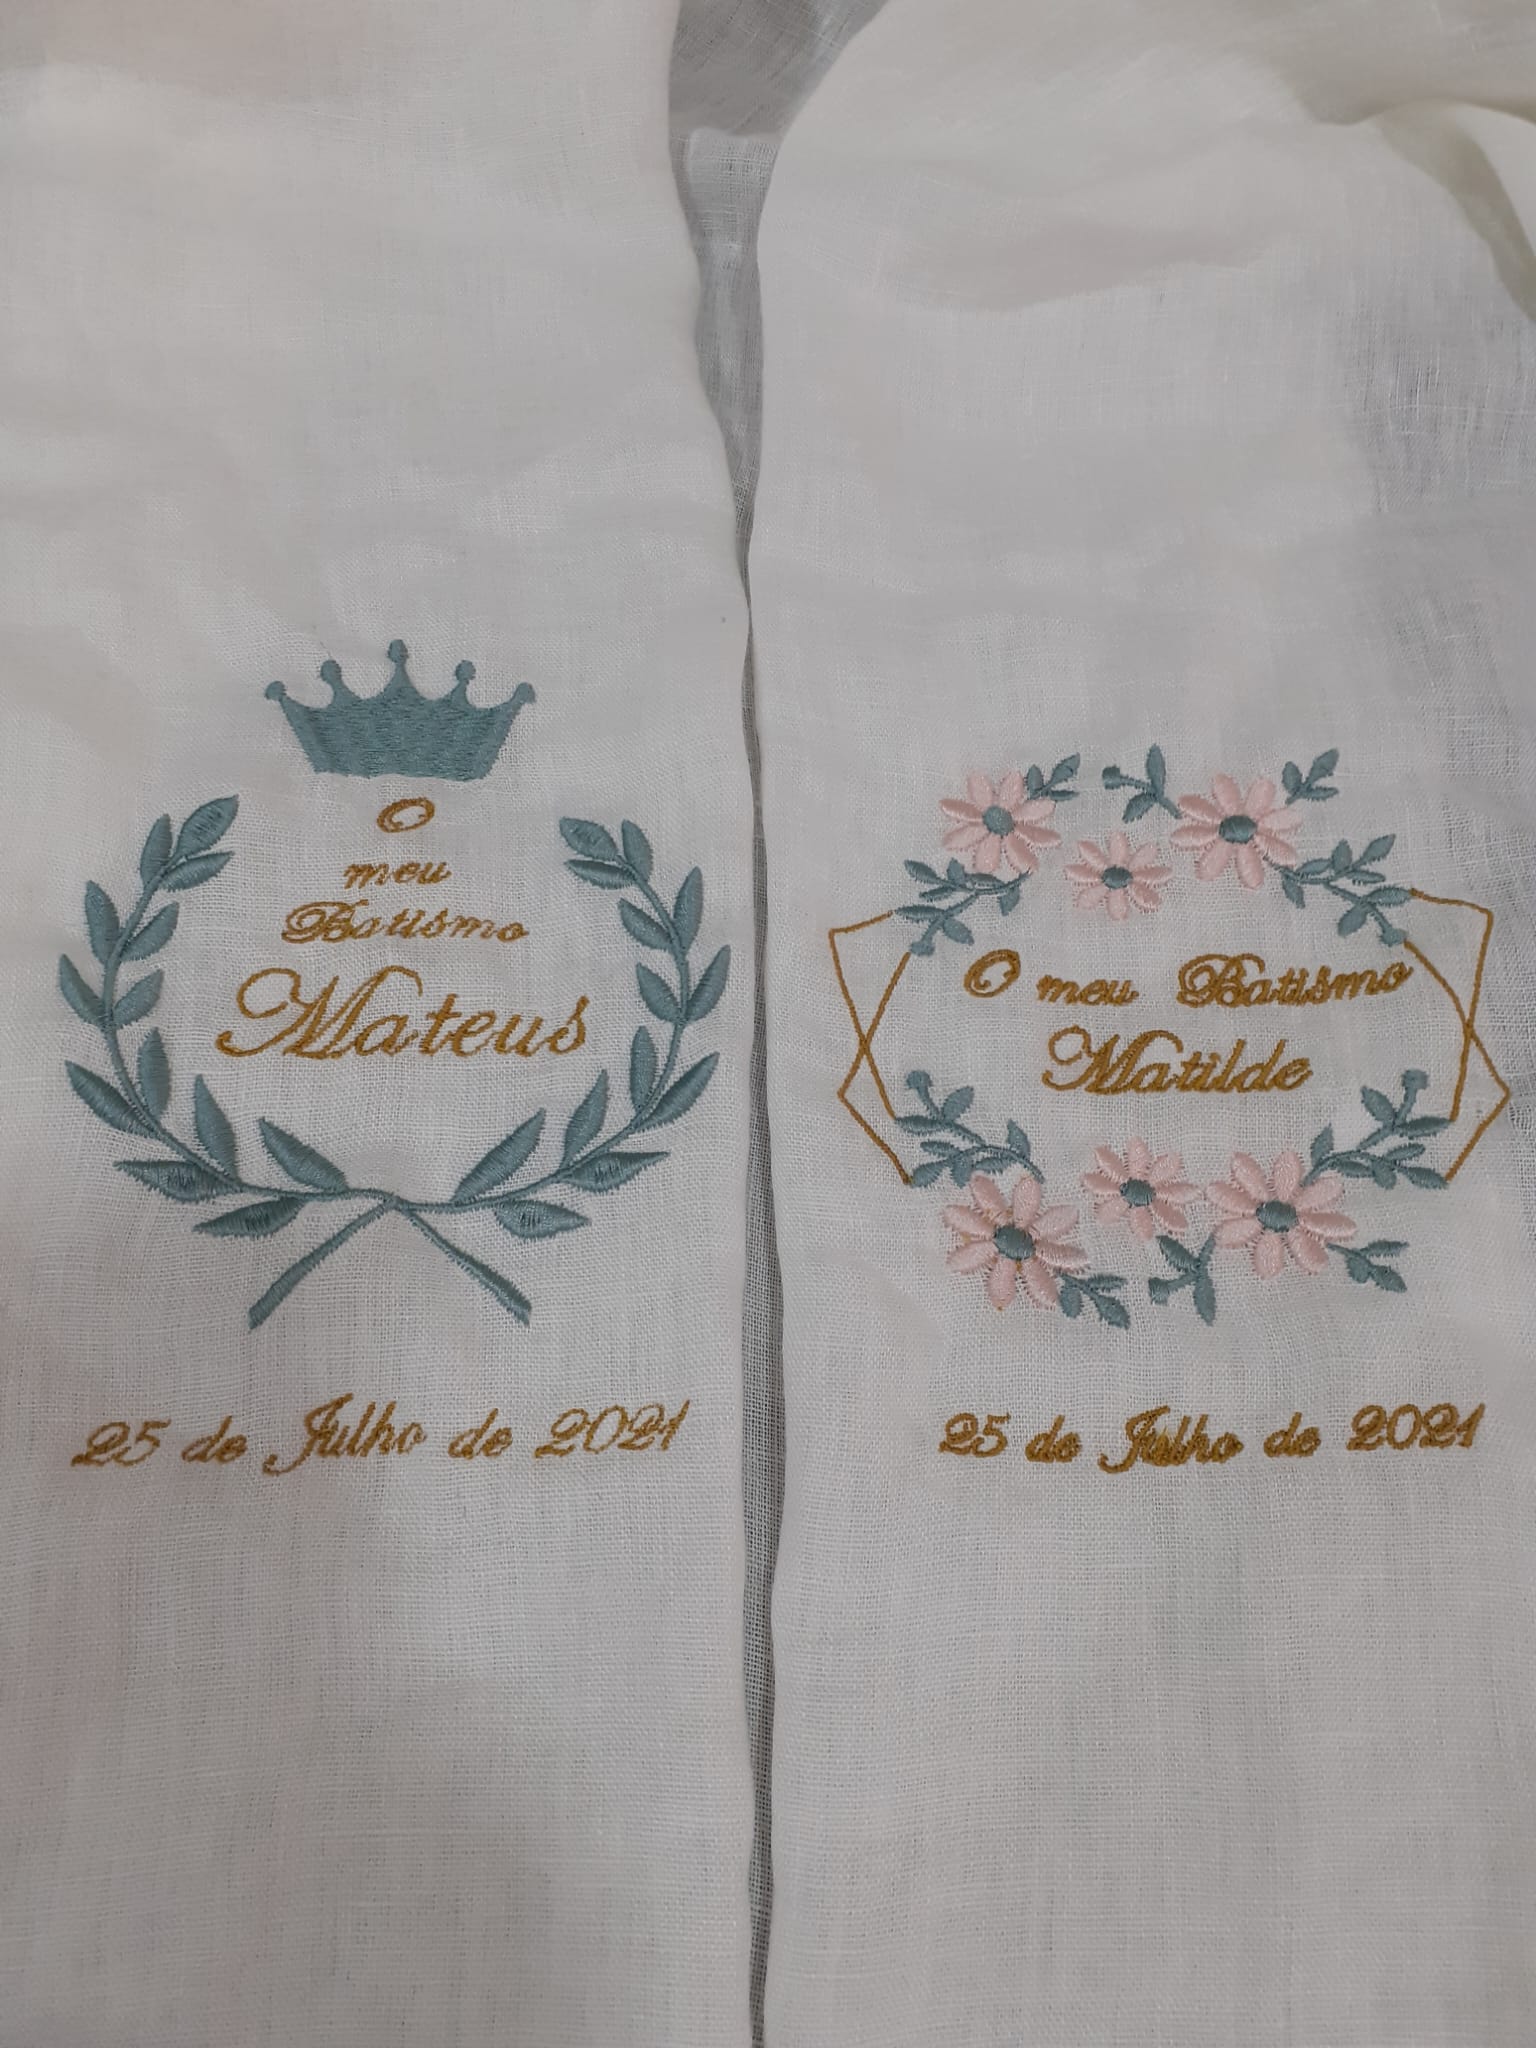 O
meu
Batismo
Mateus
25 de Julho de 2021
O meu Batismo
Matilde
25 de Julho de 2021